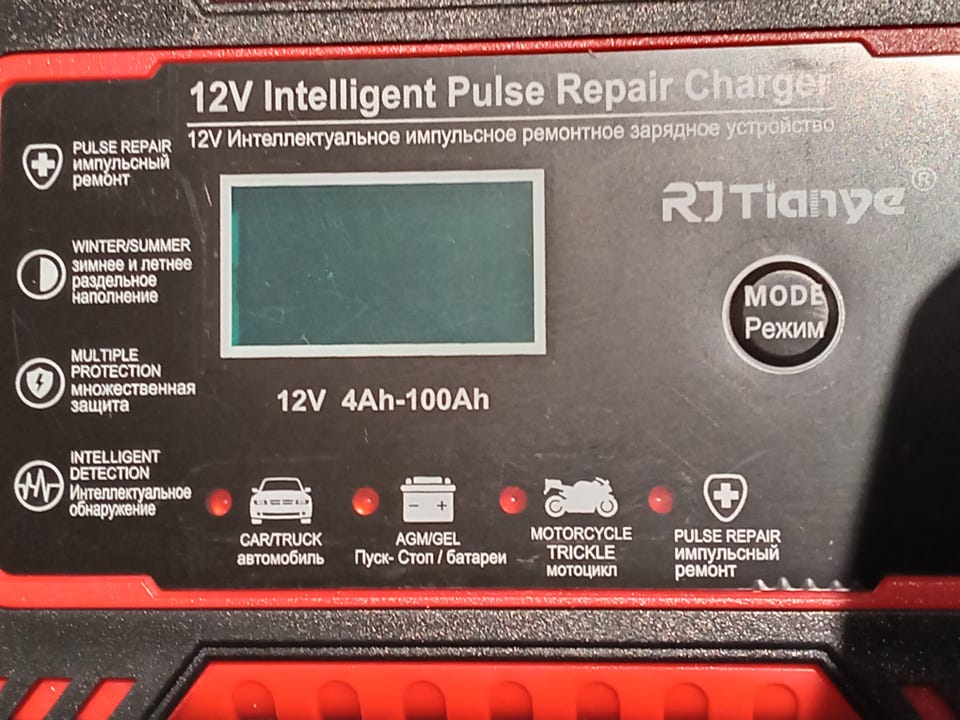 12V Intelligent Pulse Repair Charger
12V Интеллектуальное импульсное ремонтное зарядное устройство
PULSE REPAIR
импульсный
ремонт
RJTianye®
WINTER/SUMMER
зимнее и летнее
раздельное
наполнение
MODE
Режим
MULTIPLE
PROTECTION
множественная
защита
12V 4Ah-100Ah
INTELLIGENT
DETECTION
Интеллектуальное
обнаружение
CAR/TRUCK
автомобиль
AGM/GEL
Пуск- Стоп / батареи
MOTORCYCLE
TRICKLE
мотоцикл
PULSE REPAIR
импульсный
ремонт